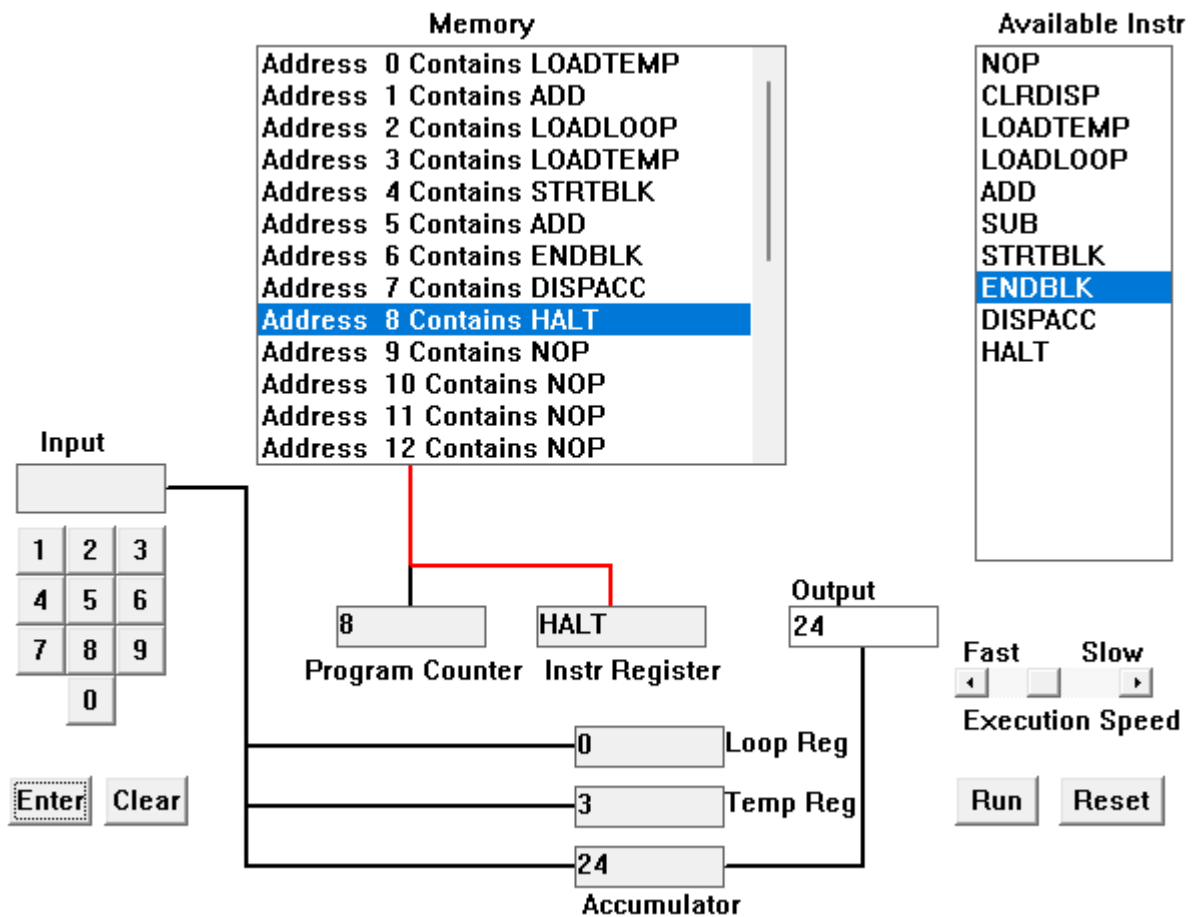 Memory
Available Instr
Address 0 Contains LOADTEMP
Address 1 Contains ADD
Address 2 Contains LOADLOOP
Address 3 Contains LOADTEMP
Address 4 Contains STRTBLK
Address 5 Contains ADD
Address 6 Contains ENDBLK
Address 7 Contains DISPACC
Address 8 Contains HALT
Address 9 Contains NOP
Address 10 Contains NOP
Address 11 Contains NOP
Address 12 Contains NOP
NOP
CLRDISP
LOADTEMP
LOADLOOP
ADD
SUB
STRTBLK
ENDBLK
DISPACC
HALT
Input
1 2 3
4 5 6
7 8 9
0
Enter Clear
8
Program Counter
HALT
Instr Register
Output
24
Fast Slow
Execution Speed
Run Reset
0 Loop Reg
3 Temp Reg
24
Accumulator